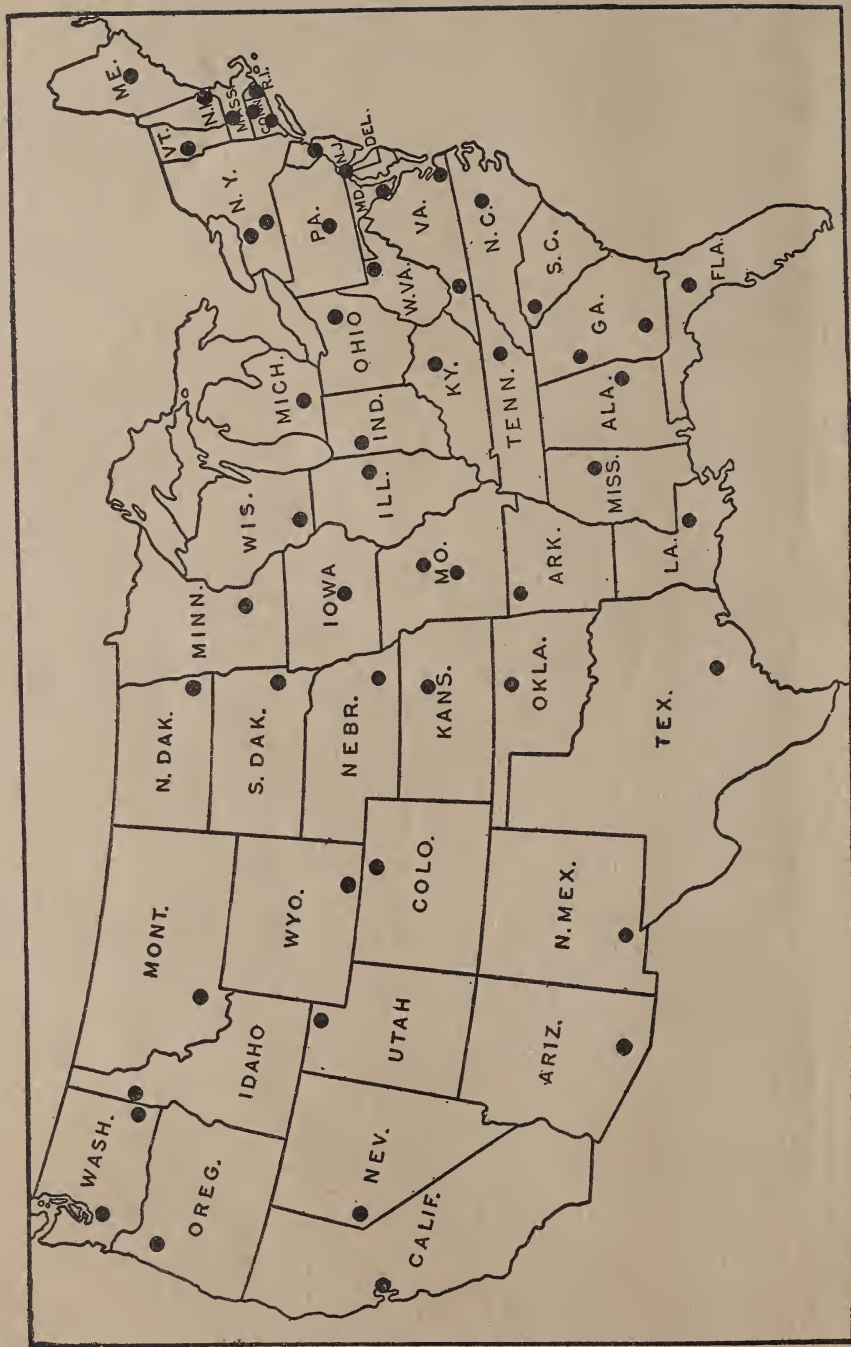 WASH.
OREG.
CALIF.
NEV.
IDAHO
MONT.
WYO.
UTAH
ARIZ.
COLO.
N.MEX.
N. DAK.
S. DAK.
NEBR.
KANS.
OKLA.
TEX.
MINN.
IOWA
MO.
ARK.
LA.
WIS.
ILL.
MICH.
IND.
OHIO
KY.
TENN.
MISS.
ALA.
GA.
FLA.
S.C.
N.C.
VA.
W.VA.
MD.
DEL.
N.J.
PA.
N.Y.
VT.
N.H.
ME.
MASS.
CONN.
R.I.